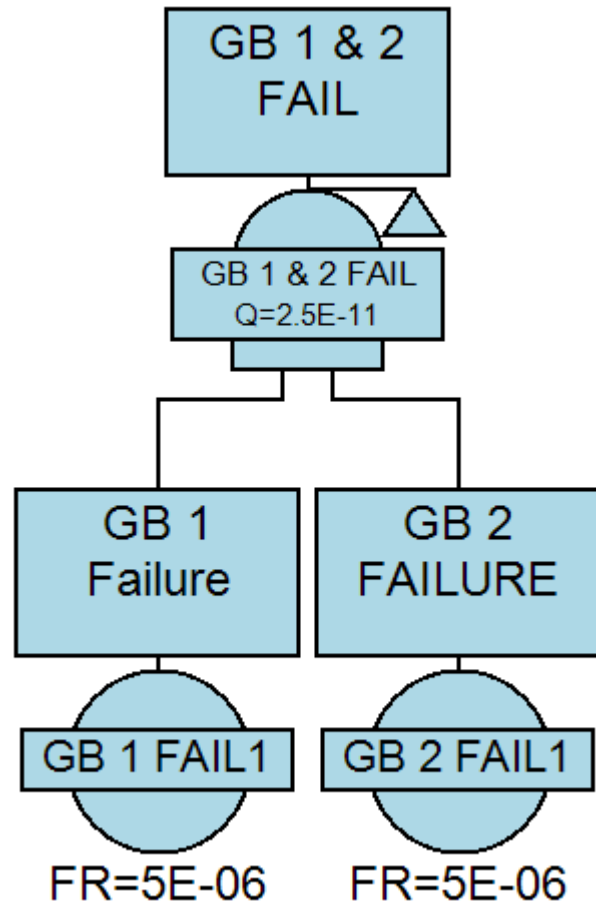 GB 1 & 2
FAIL
GB 1 & 2 FAIL
Q=2.5E-11
GB 1
Failure
GB 2
FAILURE
GB 1 FAIL1
GB 2 FAIL1
FR=5E-06
FR=5E-06